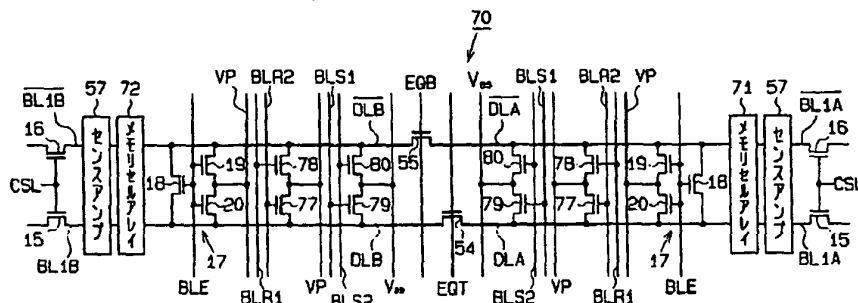 70
57
72
VP
BLR2
BLS1
EQB
Vss
BLS1
BLR2
VP
71
57
BL1B
DLB
DLA
BL1A
16
センスアンプ
メモリセルアレイ
19
78
80
55
80
78
19
メモリセルアレイ
センスアンプ
16
CSL
18
18
CSL
20
77
79
79
77
20
15
BL1B
17
DLB
54
DLA
17
BL1A
15
BLE
BLR1
VP
BLS2
Vss
EQT
BLS2
VP
BLR1
BLE